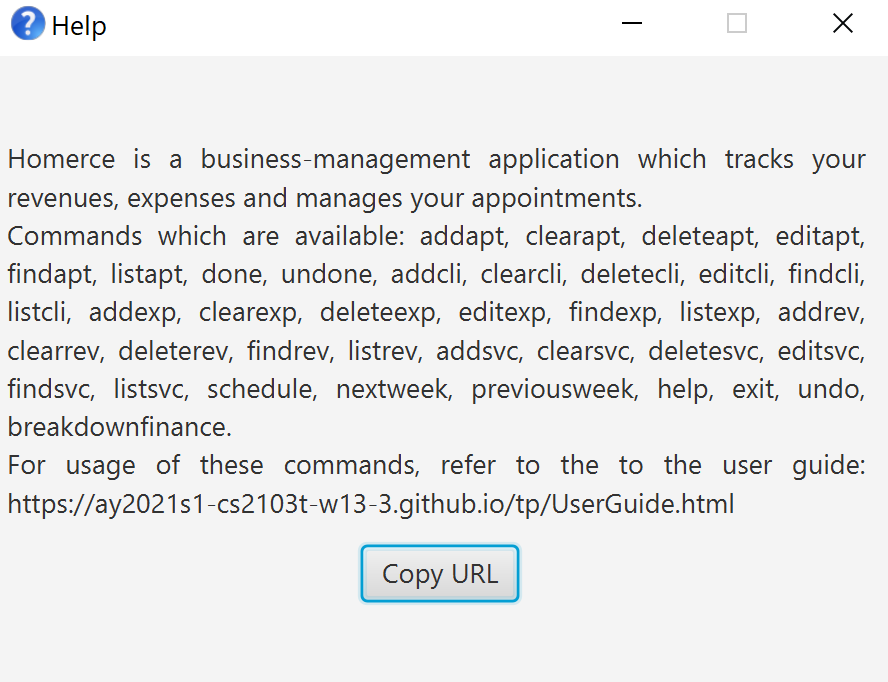 Help
Homerce is a business-management application which tracks your
revenues, expenses and manages your appointments.
Commands which are available: addapt, clearapt, deleteapt, editapt,
findapt, listapt, done, undone, addcli, clearcli, deletecli, editcli, findcli,
listcli, addexp, clearexp, deleteexp, editexp, findexp, listexp, addrev,
clearrev, deleterev, findrev, listrev, addsvc, clearsvc, deletesvc, editsvc,
findsvc, listsvc, schedule, nextweek, previousweek, help, exit, undo,
breakdownfinance.
For usage of these commands, refer to the to the user guide:
https://ay2021s1-cs2103t-w13-3.github.io/tp/UserGuide.html
Copy URL